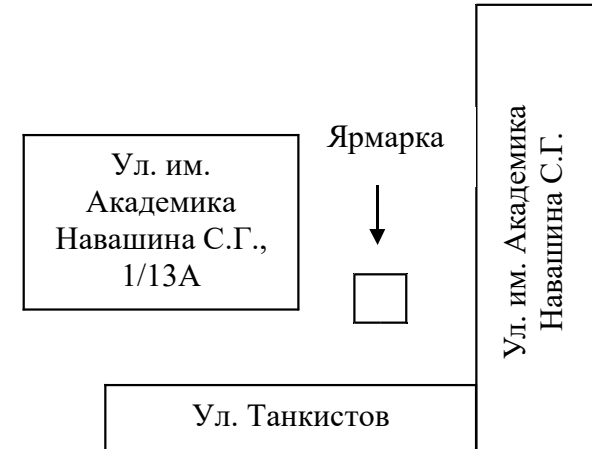 Ул. им.
Академика
Навашина С.Г.,
1/13А
Ярмарка
Ул. им. Академика
Навашина С.Г.
Ул. Танкистов